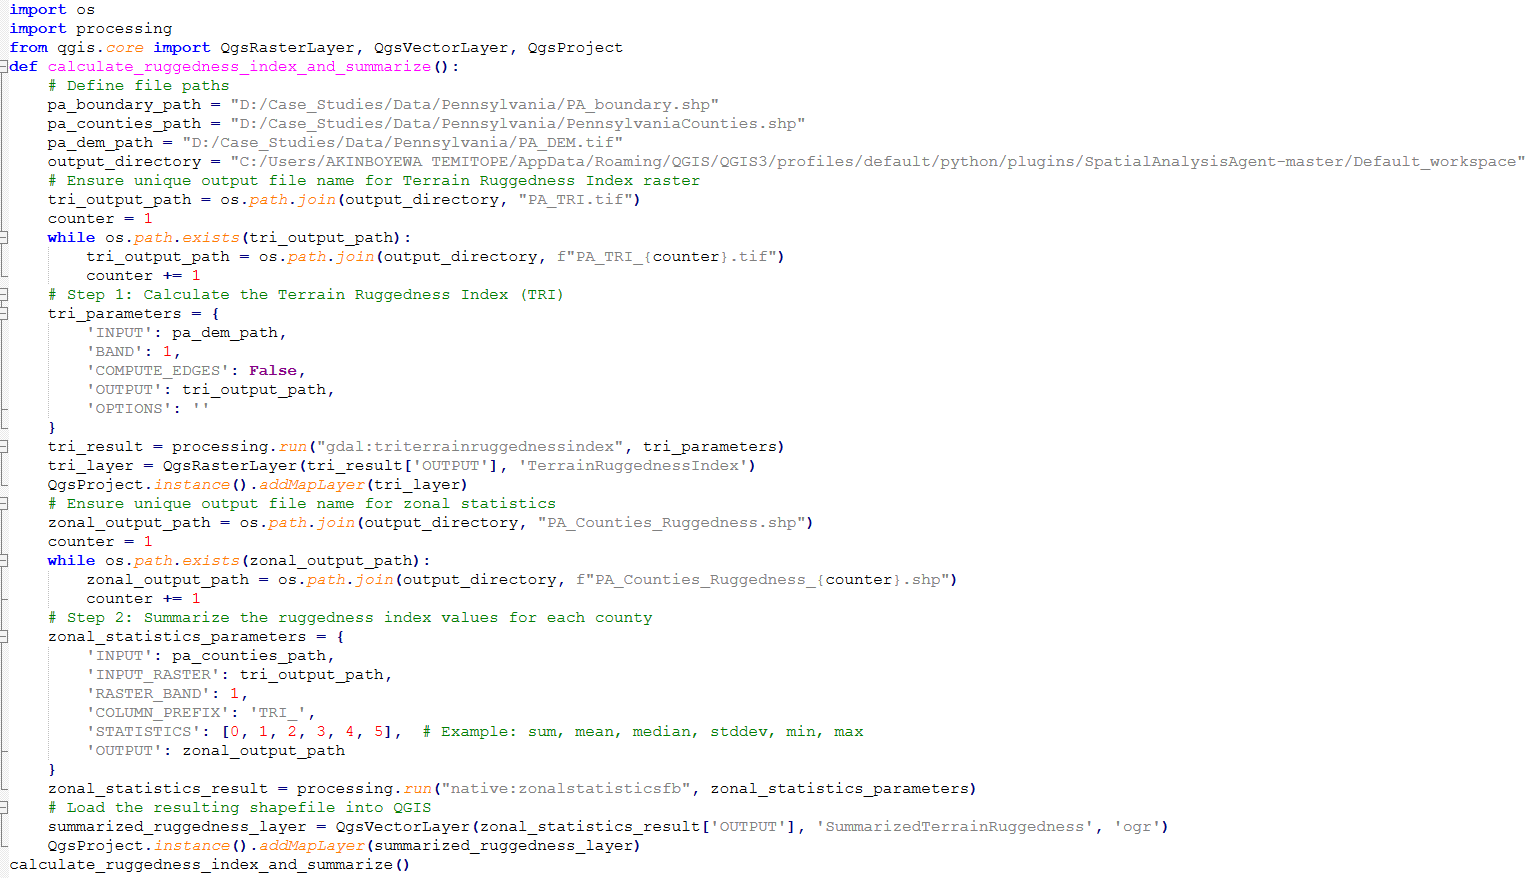 import os
import processing
from qgis.core import QgsRasterLayer, QgsVectorLayer, QgsProject
def calculate_ruggedness_index_and_summarize():
    # Define file paths
    pa_boundary_path = "D:/Case_Studies/Data/Pennsylvania/PA_boundary.shp"
    pa_counties_path = "D:/Case_Studies/Data/Pennsylvania/PennsylvaniaCounties.shp"
    pa_dem_path = "D:/Case_Studies/Data/Pennsylvania/PA_DEM.tif"
    output_directory = "C:/Users/AKINBOYEWA TEMITOPE/AppData/Roaming/QGIS/QGIS3/profiles/default/python/plugins/SpatialAnalysisAgent-master/Default_workspace"
    # Ensure unique output file name for Terrain Ruggedness Index raster
    tri_output_path = os.path.join(output_directory, "PA_TRI.tif")
    counter = 1
    while os.path.exists(tri_output_path):
        tri_output_path = os.path.join(output_directory, f"PA_TRI_{counter}.tif")
        counter += 1
    # Step 1: Calculate the Terrain Ruggedness Index (TRI)
    tri_parameters = {
        'INPUT': pa_dem_path,
        'BAND': 1,
        'COMPUTE_EDGES': False,
        'OUTPUT': tri_output_path,
        'OPTIONS': ''
    }
    tri_result = processing.run("gdal:triterrainruggednessindex", tri_parameters)
    tri_layer = QgsRasterLayer(tri_result['OUTPUT'], 'TerrainRuggednessIndex')
    QgsProject.instance().addMapLayer(tri_layer)
    # Ensure unique output file name for zonal statistics
    zonal_output_path = os.path.join(output_directory, "PA_Counties_Ruggedness.shp")
    counter = 1
    while os.path.exists(zonal_output_path):
        zonal_output_path = os.path.join(output_directory, f"PA_Counties_Ruggedness_{counter}.shp")
        counter += 1
    # Step 2: Summarize the ruggedness index values for each county
    zonal_statistics_parameters = {
        'INPUT': pa_counties_path,
        'INPUT_RASTER': tri_output_path,
        'RASTER_BAND': 1,
        'COLUMN_PREFIX': 'TRI_',
        'STATISTICS': [0, 1, 2, 3, 4, 5],  # Example: sum, mean, median, stddev, min, max
        'OUTPUT': zonal_output_path
    }
    zonal_statistics_result = processing.run("native:zonalstatisticsfb", zonal_statistics_parameters)
    # Load the resulting shapefile into QGIS
    summarized_ruggedness_layer = QgsVectorLayer(zonal_statistics_result['OUTPUT'], 'SummarizedTerrainRuggedness', 'ogr')
    QgsProject.instance().addMapLayer(summarized_ruggedness_layer)
calculate_ruggedness_index_and_summarize()